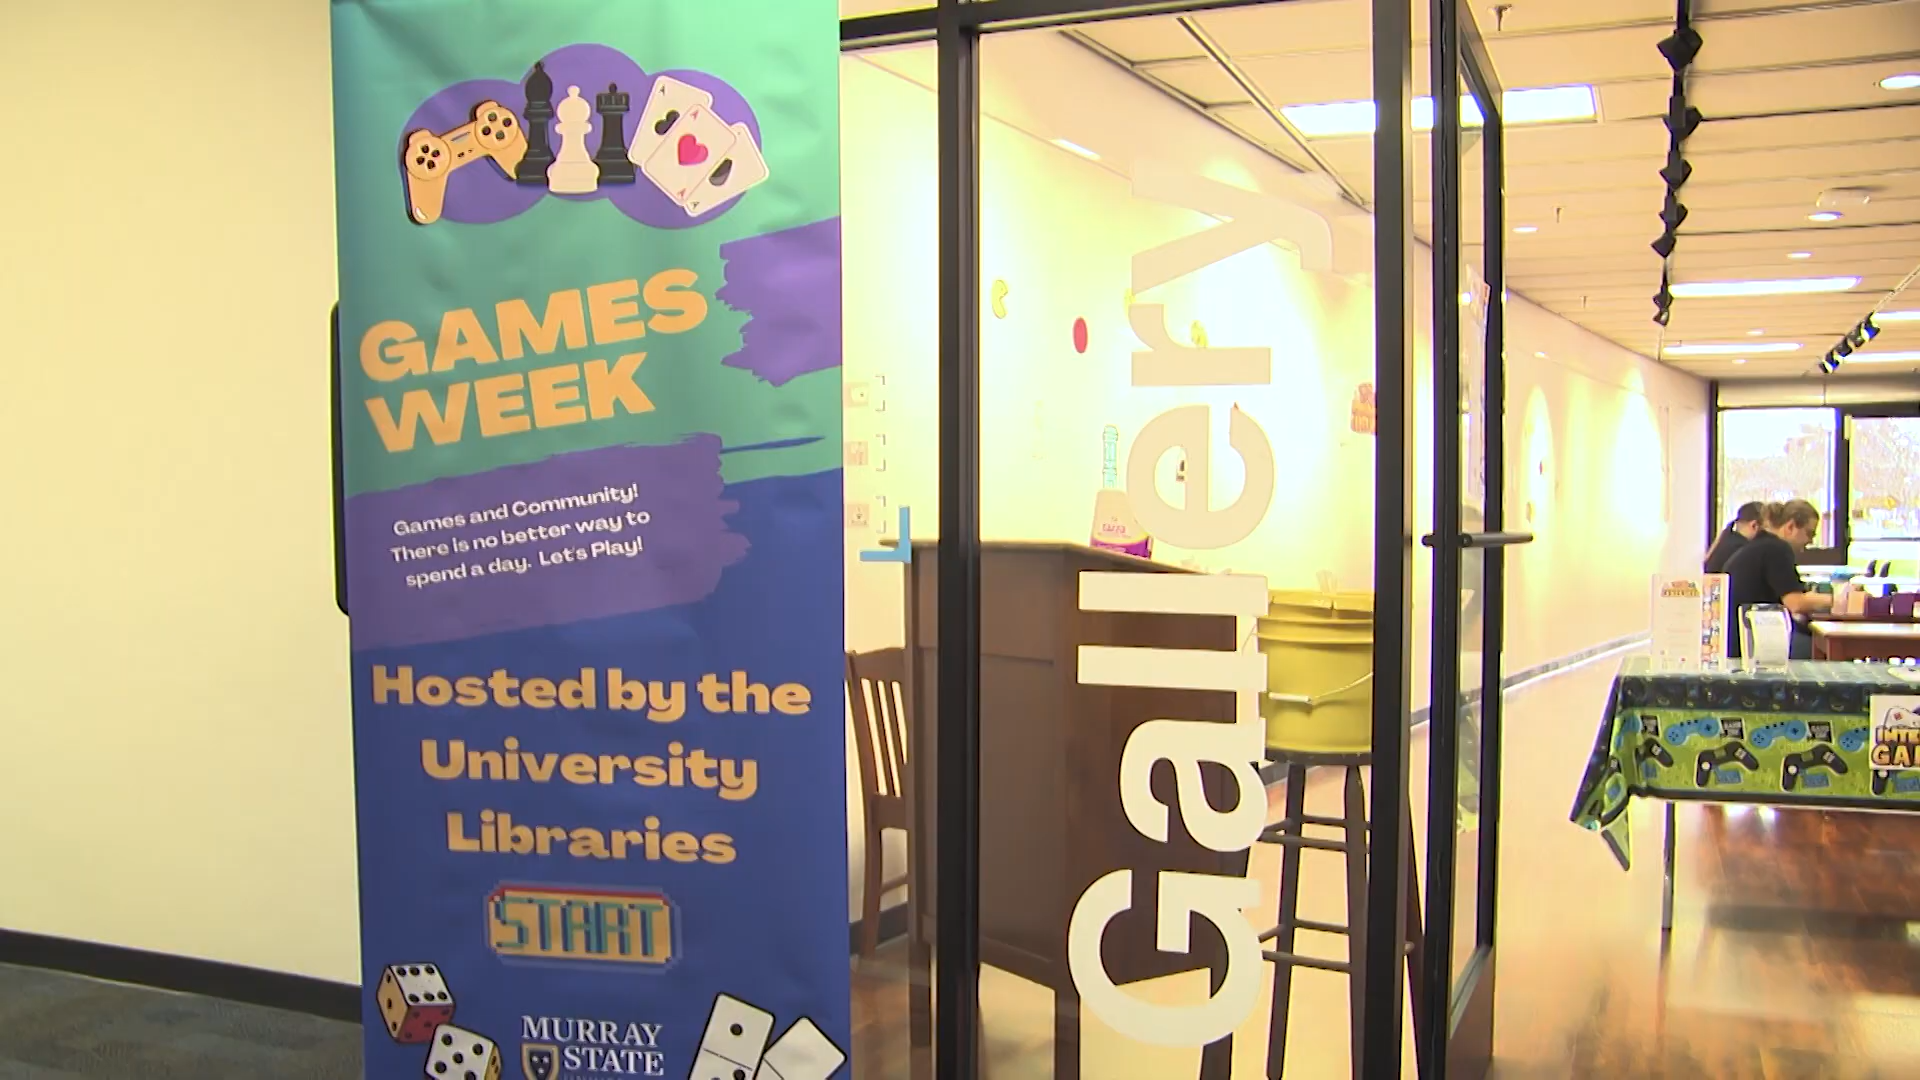 GAMES
WEEK
Games and Community!
There is no better way to
spend a day. Let's Play!
Hosted by the
University
Libraries
START
MURRAY
STATE
Gallery